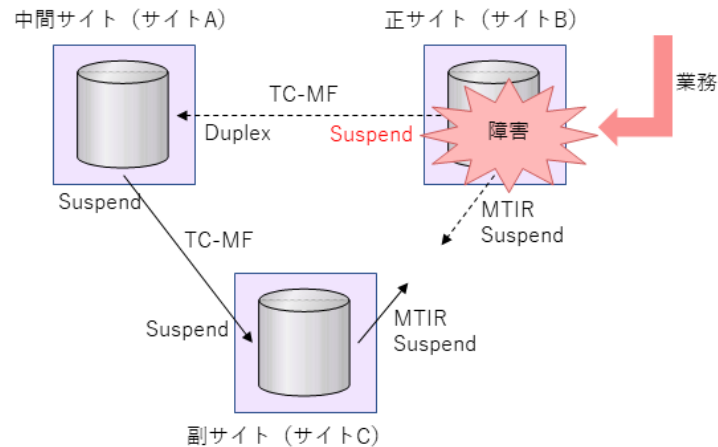 中間サイト（サイトA）
正サイト（サイトB）
業務
TC-MF
障害
Duplex
Suspend
Suspend
MTIR
Suspend
TC-MF
Suspend
MTIR
Suspend
副サイト（サイトC）